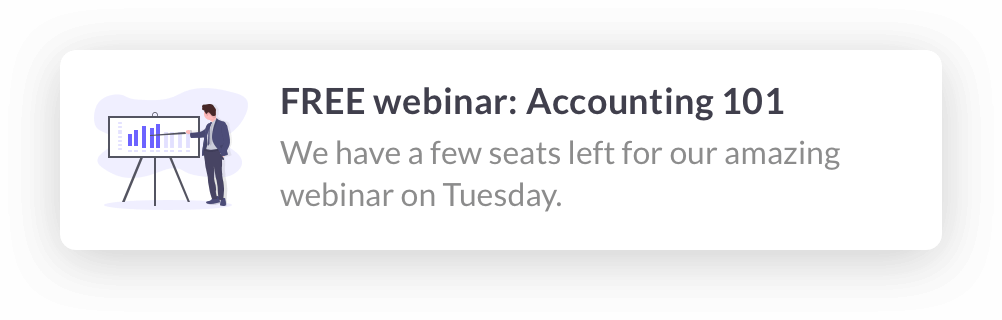 FREE webinar: Accounting 101
We have a few seats left for our amazing
webinar on Tuesday.